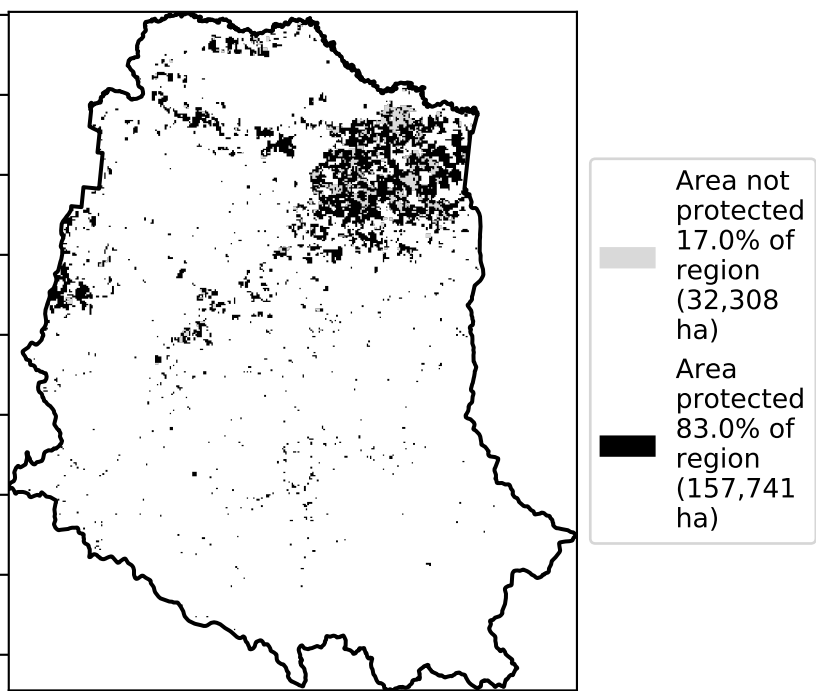 Area not
protected
17.0% of
region
(32,308
ha)
Area
protected
83.0% of
region
(157,741
ha)